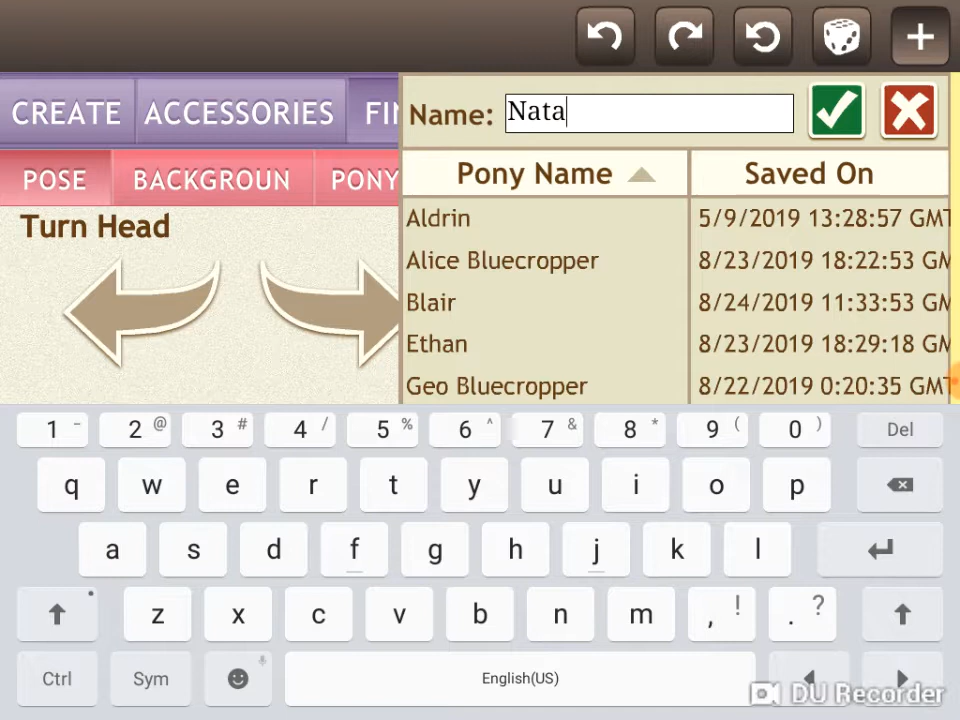 CREATE ACCESSORIES FIN
Name: Nata
POSE BACKGROUN PONY
Pony Name Saved On
Turn Head
Aldrin 5/9/2019 13:28:57 GMT
Alice Bluecropper 8/23/2019 18:22:53 GM
Blair 8/24/2019 11:33:53 GM
Ethan 8/23/2019 18:29:18 GM
Geo Bluecropper 8/22/2019 0:20:35 GMT
1 - 2 @ 3 # 4 / 5 % 6 ^ 7 & 8 * 9 ( 0 ) Del
q w e r t y u i o p
a s d f g h j k l
z x c v b n m , ! . ?
Ctrl Sym English(US)
DU Recorder